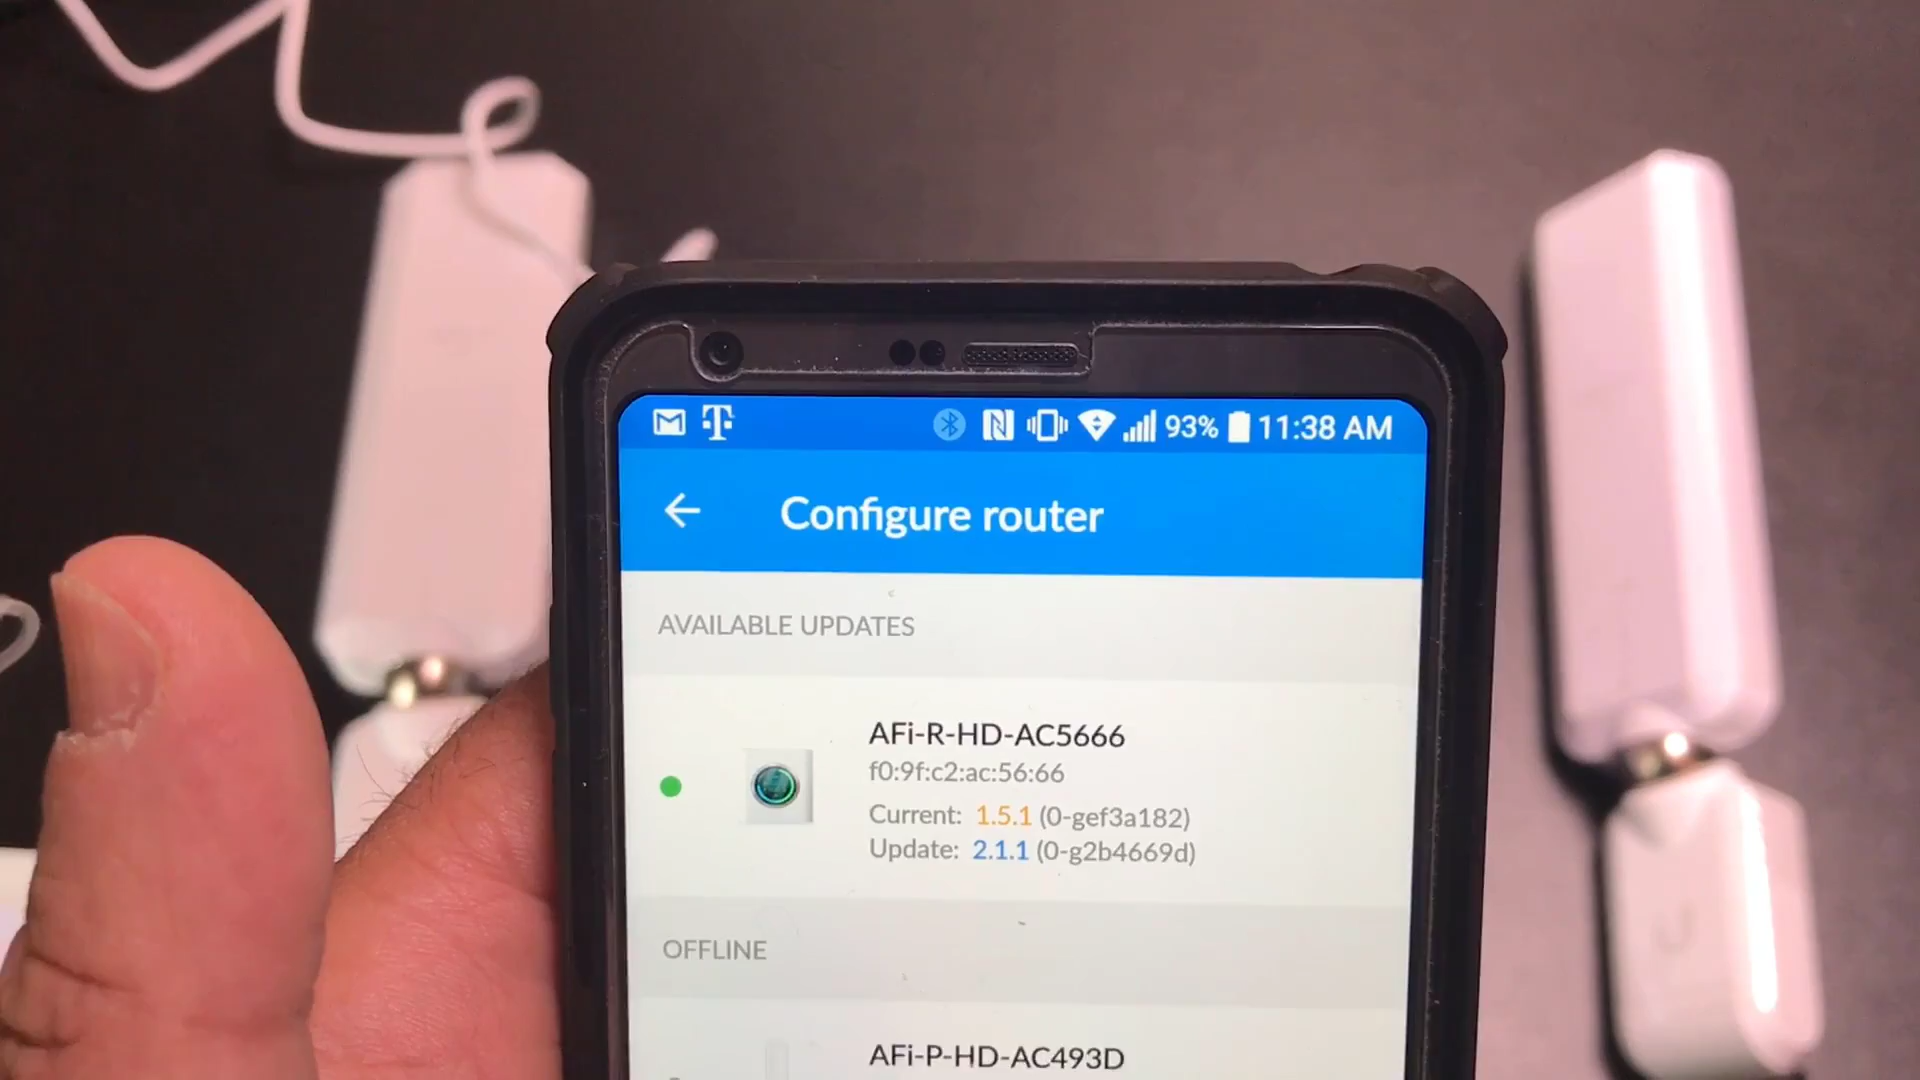 93% 11:38 AM
Configure router
AVAILABLE UPDATES
AFi-R-HD-AC5666
f0:9f:c2:ac:56:66
Current: 1.5.1 (0-gef3a182)
Update: 2.1.1 (0-g2b4669d)
OFFLINE
AFi-P-HD-AC493D